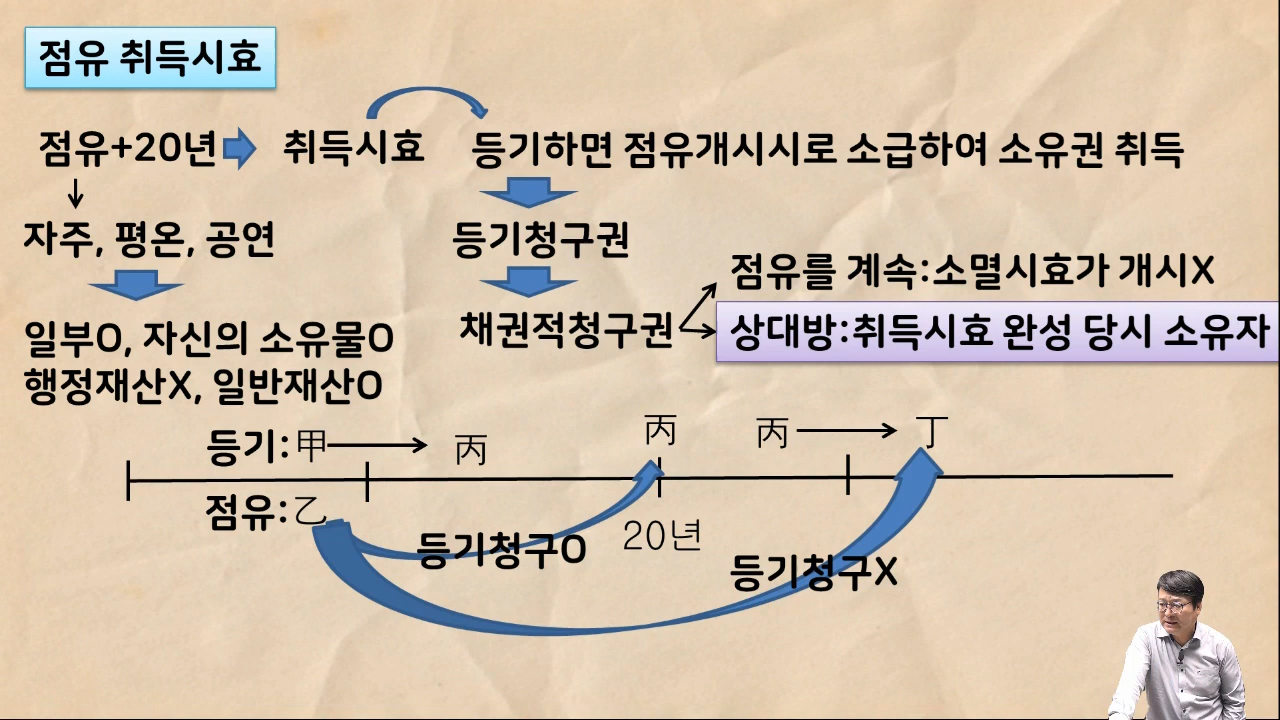 점유 취득시효
점유+20년 취득시효 등기하면 점유개시시로 소급하여 소유권 취득
자주, 평온, 공연 등기청구권
점유를 계속:소멸시효가 개시X
채권적청구권 상대방:취득시효 완성 당시 소유자
일부O, 자신의 소유물O
행정재산X, 일반재산O
등기:甲 丙 丙 丙 丁
점유:乙
20년
등기청구O
등기청구X